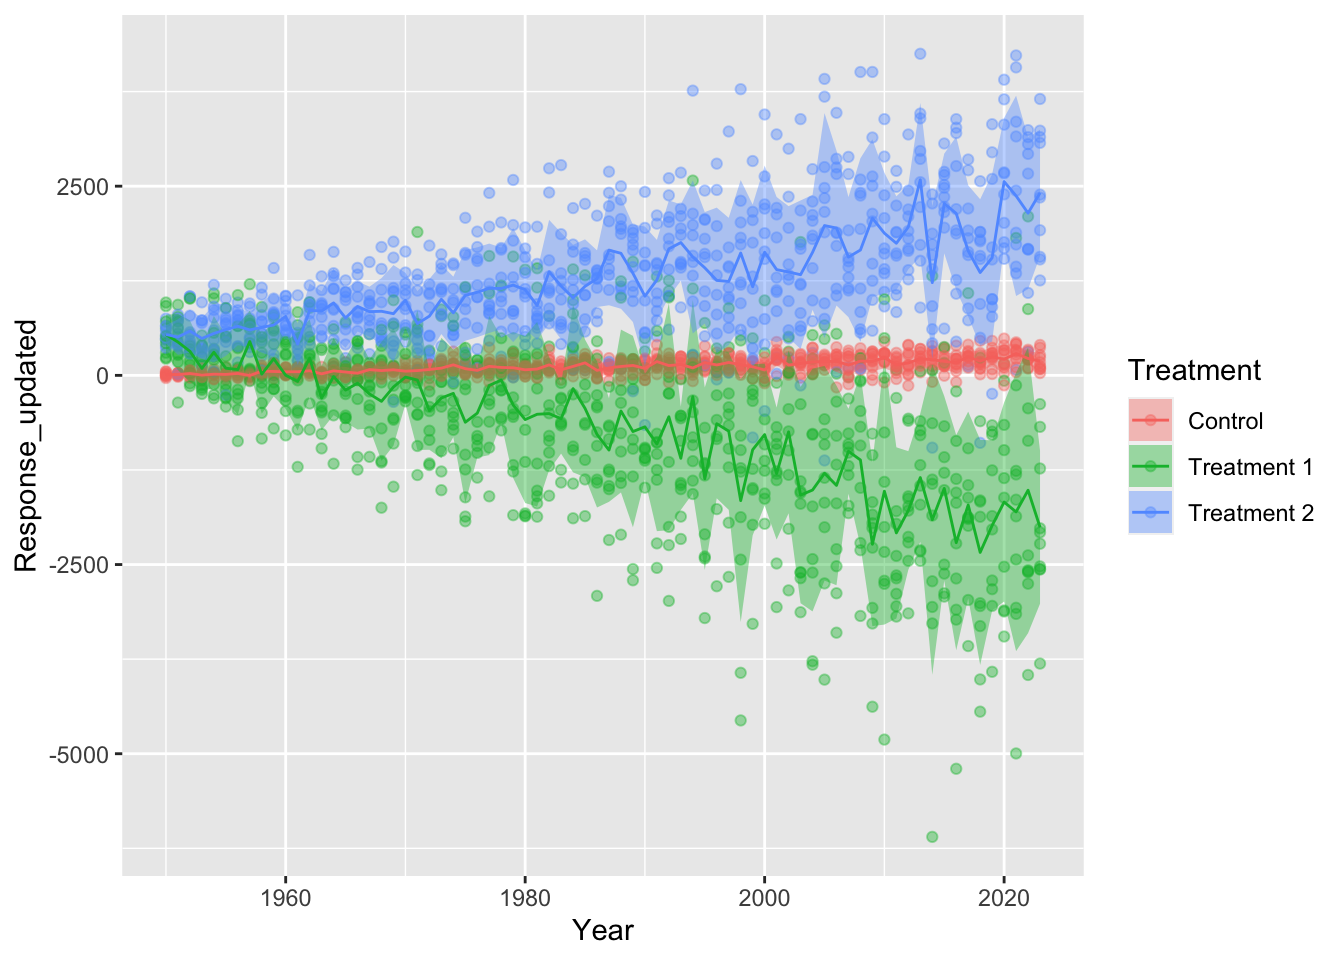 Response_updated
2500
0
-2500
-5000
1960
1980
2000
2020
Year
Treatment
Control
Treatment 1
Treatment 2